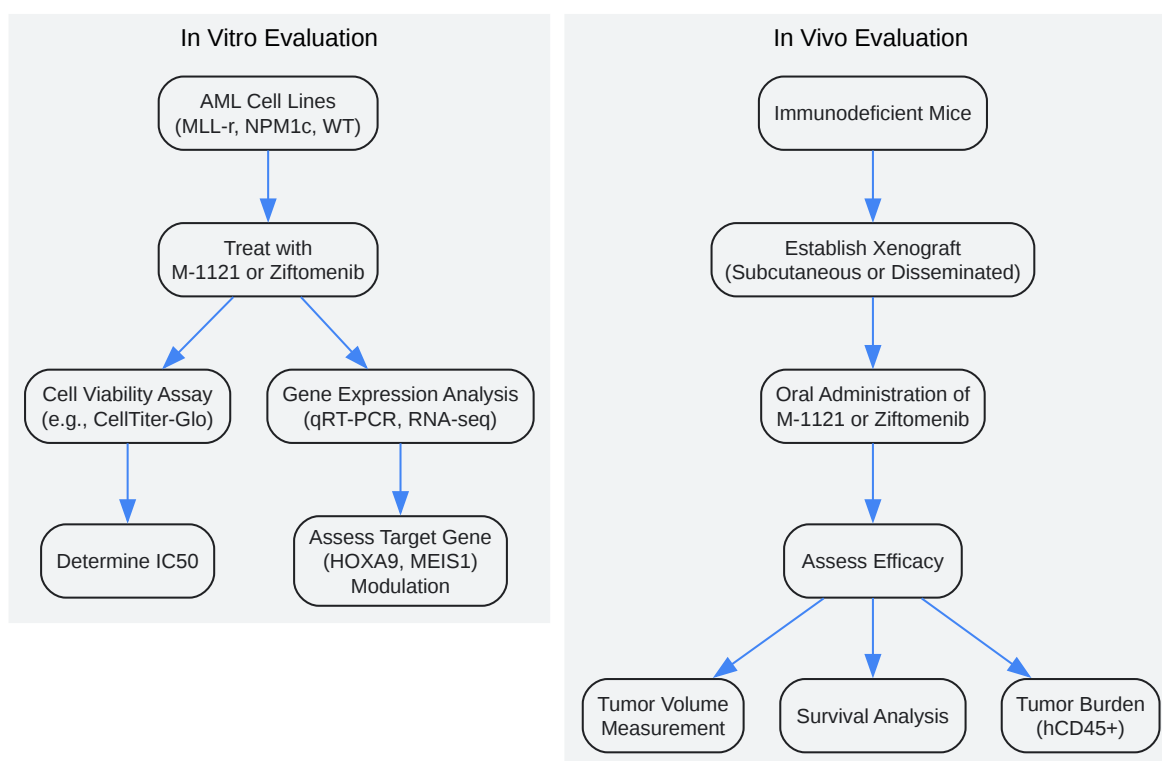 In Vitro Evaluation
AML Cell Lines
(MLL-r, NPM1c, WT)
Treat with
M-1121 or Ziftomenib
Cell Viability Assay
(e.g., CellTiter-Glo)
Gene Expression Analysis
(qRT-PCR, RNA-seq)
Determine IC50
Assess Target Gene
(HOXA9, MEIS1)
Modulation
In Vivo Evaluation
Immunodeficient Mice
Establish Xenograft
(Subcutaneous or Disseminated)
Oral Administration of
M-1121 or Ziftomenib
Assess Efficacy
Tumor Volume
Measurement
Survival Analysis
Tumor Burden
(hCD45+)